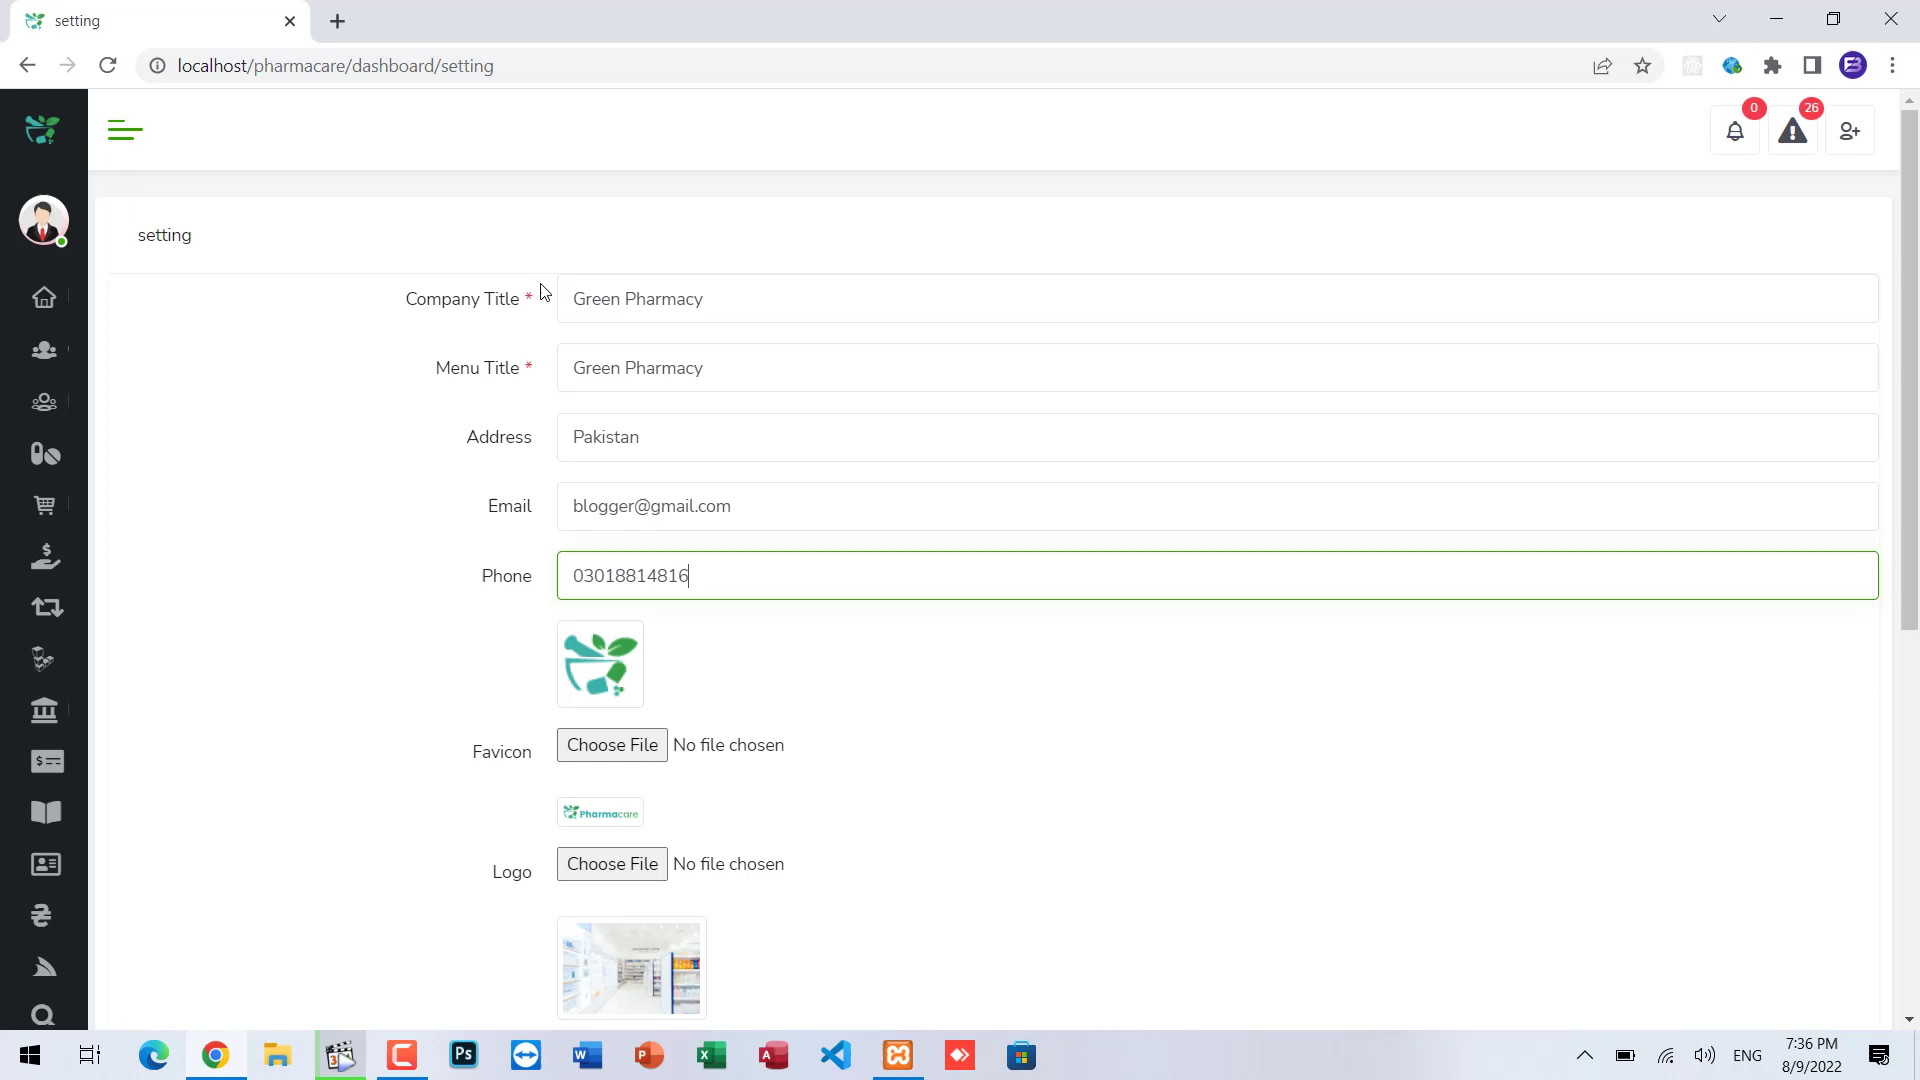 setting
localhost/pharmacare/dashboard/setting
0
26
setting
Company Title *
Green Pharmacy
Menu Title *
Green Pharmacy
Address
Pakistan
Email
blogger@gmail.com
Phone
03018814816
Favicon
Choose File No file chosen
Pharmacare
Logo
Choose File No file chosen
Ps
ENG
7:36 PM
8/9/2022